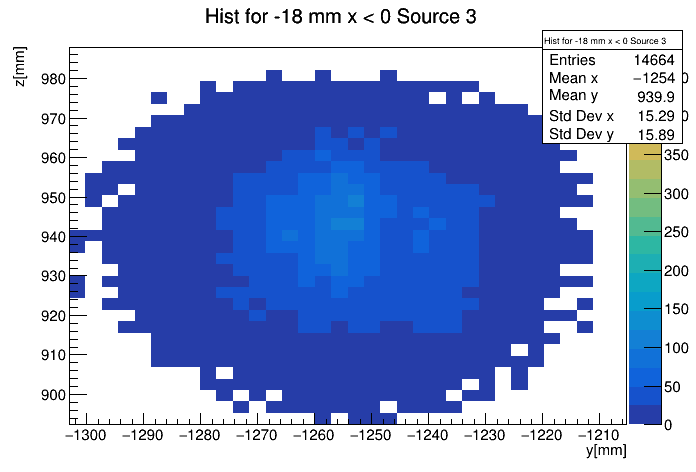 Hist for -18 mm x < 0 Source 3
z[mm]
Hist for -18 mm x < 0 Source 3
Entries 14664
Mean x −1254
Mean y 939.9
Std Dev x 15.29
Std Dev y 15.89
980
970
960
950
940
930
920
910
900
350
300
250
200
150
100
50
0
−1300 −1290 −1280 −1270 −1260 −1250 −1240 −1230 −1220 −1210
y[mm]